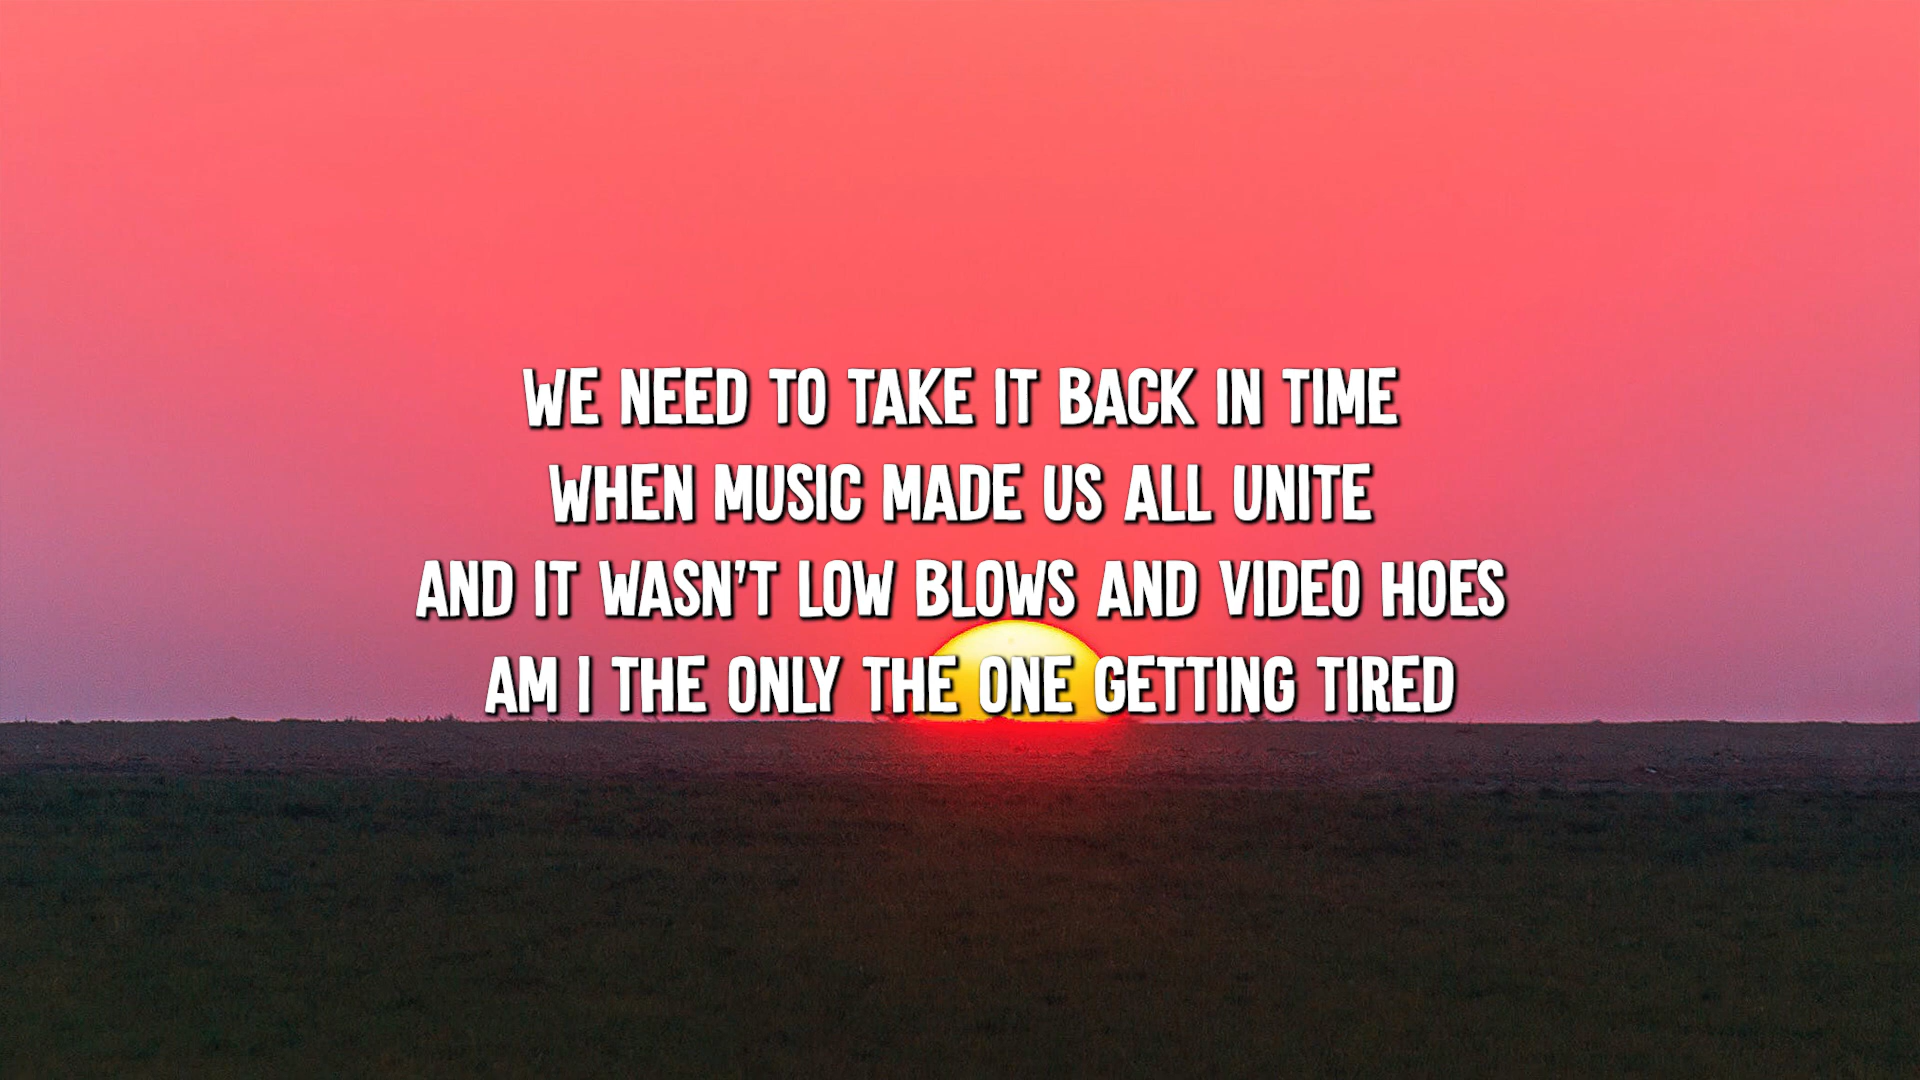 WE NEED TO TAKE IT BACK IN TIME
WHEN MUSIC MADE US ALL UNITE
AND IT WASN'T LOW BLOWS AND VIDEO HOES
AM I THE ONLY THE ONE GETTING TIRED